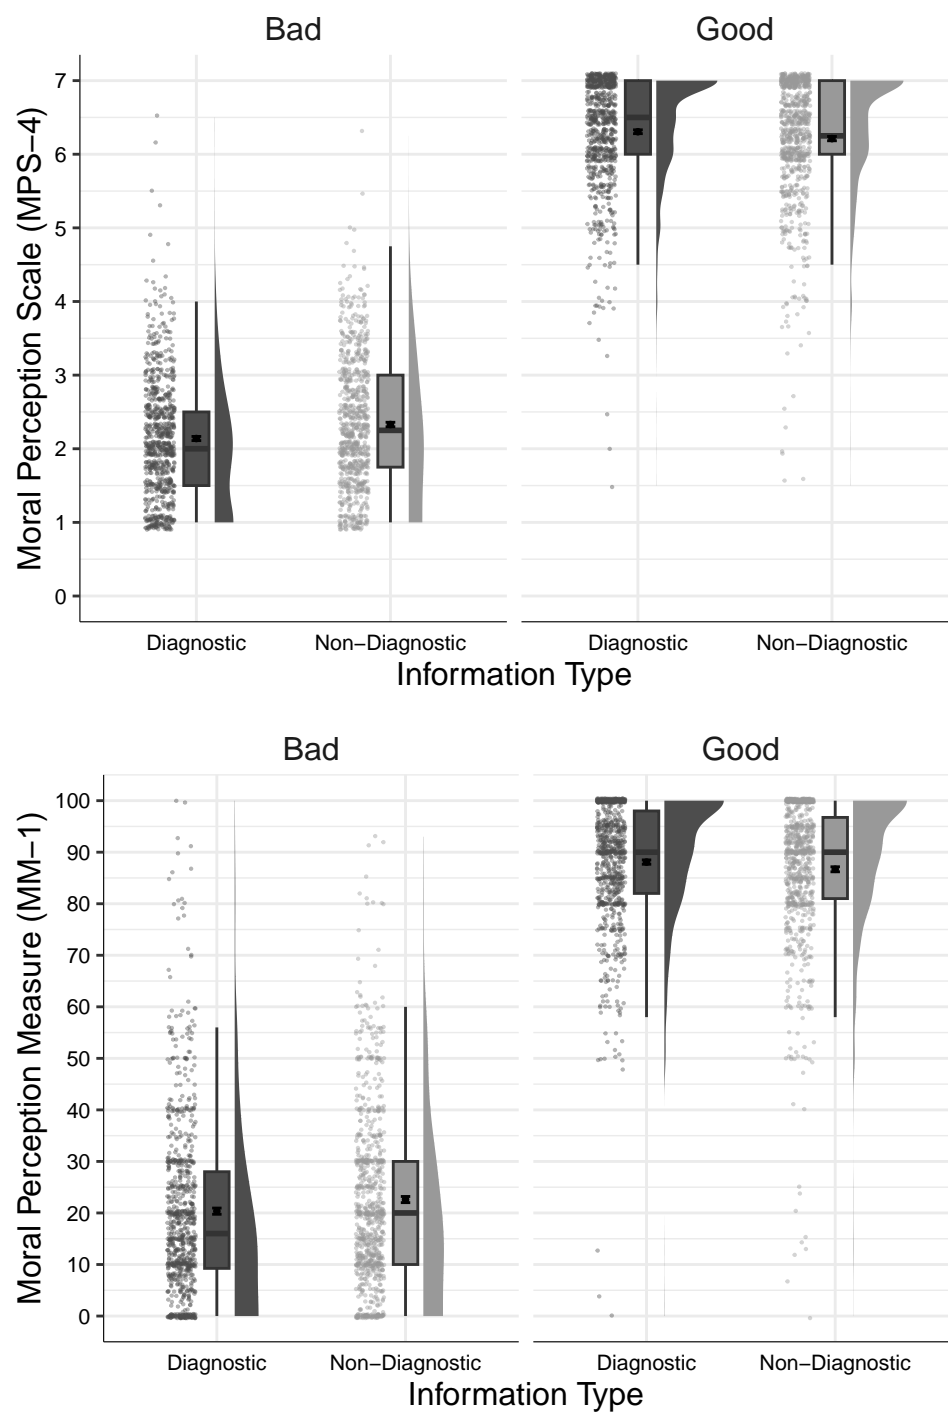 Bad Good
Moral Perception Scale (MPS−4)
7
6
5
4
3
2
1
0
Diagnostic Non−Diagnostic Diagnostic Non−Diagnostic
Information Type
Bad Good
Moral Perception Measure (MM−1)
100
90
80
70
60
50
40
30
20
10
0
Diagnostic Non−Diagnostic Diagnostic Non−Diagnostic
Information Type